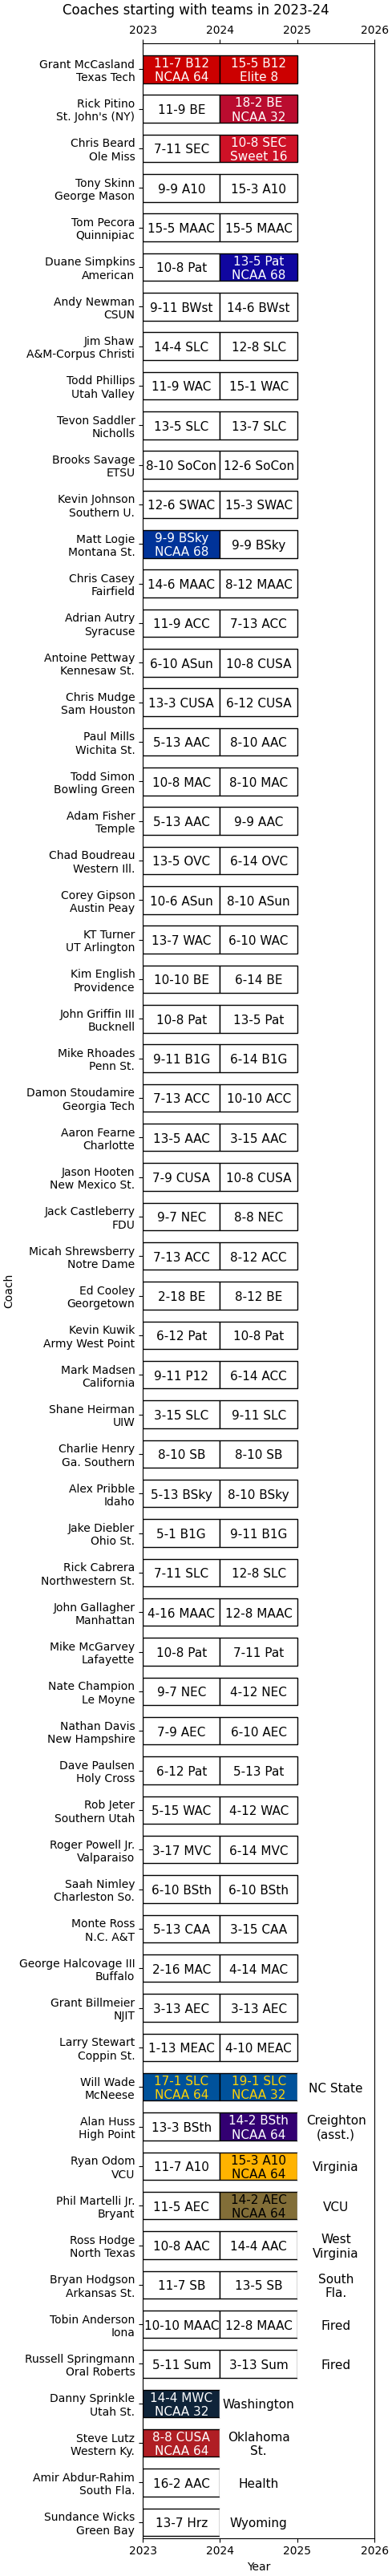 Coaches starting with teams in 2023-24
2023 2024 2025 2026
Grant McCasland 11-7 B12 15-5 B12
Texas Tech NCAA 64 Elite 8
Rick Pitino 11-9 BE 18-2 BE
St. John's (NY) NCAA 32
Chris Beard 7-11 SEC 10-8 SEC
Ole Miss Sweet 16
Tony Skinn 9-9 A10 15-3 A10
George Mason
Tom Pecora 15-5 MAAC 15-5 MAAC
Quinnipiac
Duane Simpkins 10-8 Pat 13-5 Pat
American NCAA 68
Andy Newman 9-11 BWst 14-6 BWst
CSUN
Jim Shaw 14-4 SLC 12-8 SLC
A&M-Corpus Christi
Todd Phillips 11-9 WAC 15-1 WAC
Utah Valley
Tevon Saddler 13-5 SLC 13-7 SLC
Nicholls
Brooks Savage 8-10 SoCon 12-6 SoCon
ETSU
Kevin Johnson 12-6 SWAC 15-3 SWAC
Southern U.
Matt Logie 9-9 BSky 9-9 BSky
Montana St. NCAA 68
Chris Casey 14-6 MAAC 8-12 MAAC
Fairfield
Adrian Autry 11-9 ACC 7-13 ACC
Syracuse
Antoine Pettway 6-10 ASun 10-8 CUSA
Kennesaw St.
Chris Mudge 13-3 CUSA 6-12 CUSA
Sam Houston
Paul Mills 5-13 AAC 8-10 AAC
Wichita St.
Todd Simon 10-8 MAC 8-10 MAC
Bowling Green
Adam Fisher 5-13 AAC 9-9 AAC
Temple
Chad Boudreau 13-5 OVC 6-14 OVC
Western Ill.
Corey Gipson 10-6 ASun 8-10 ASun
Austin Peay
KT Turner 13-7 WAC 6-10 WAC
UT Arlington
Kim English 10-10 BE 6-14 BE
Providence
John Griffin III 10-8 Pat 13-5 Pat
Bucknell
Mike Rhoades 9-11 B1G 6-14 B1G
Penn St.
Damon Stoudamire 7-13 ACC 10-10 ACC
Georgia Tech
Aaron Fearne 13-5 AAC 3-15 AAC
Charlotte
Jason Hooten 7-9 CUSA 10-8 CUSA
New Mexico St.
Jack Castleberry 9-7 NEC 8-8 NEC
FDU
Micah Shrewsberry 7-13 ACC 8-12 ACC
Notre Dame
Coach
Ed Cooley 2-18 BE 8-12 BE
Georgetown
Kevin Kuwik 6-12 Pat 10-8 Pat
Army West Point
Mark Madsen 9-11 P12 6-14 ACC
California
Shane Heirman 3-15 SLC 9-11 SLC
UIW
Charlie Henry 8-10 SB 8-10 SB
Ga. Southern
Alex Pribble 5-13 BSky 8-10 BSky
Idaho
Jake Diebler 5-1 B1G 9-11 B1G
Ohio St.
Rick Cabrera 7-11 SLC 12-8 SLC
Northwestern St.
John Gallagher 4-16 MAAC 12-8 MAAC
Manhattan
Mike McGarvey 10-8 Pat 7-11 Pat
Lafayette
Nate Champion 9-7 NEC 4-12 NEC
Le Moyne
Nathan Davis 7-9 AEC 6-10 AEC
New Hampshire
Dave Paulsen 6-12 Pat 5-13 Pat
Holy Cross
Rob Jeter 5-15 WAC 4-12 WAC
Southern Utah
Roger Powell Jr. 3-17 MVC 6-14 MVC
Valparaiso
Saah Nimley 6-10 BSth 6-10 BSth
Charleston So.
Monte Ross 5-13 CAA 3-15 CAA
N.C. A&T
George Halcovage III 2-16 MAC 4-14 MAC
Buffalo
Grant Billmeier 3-13 AEC 3-13 AEC
NJIT
Larry Stewart 1-13 MEAC 4-10 MEAC
Coppin St.
Will Wade 17-1 SLC 19-1 SLC NC State
McNeese NCAA 64 NCAA 32
Alan Huss 13-3 BSth 14-2 BSth Creighton
High Point NCAA 64 (asst.)
Ryan Odom 11-7 A10 15-3 A10 Virginia
VCU NCAA 64
Phil Martelli Jr. 11-5 AEC 14-2 AEC VCU
Bryant NCAA 64
Ross Hodge 10-8 AAC 14-4 AAC West
North Texas Virginia
Bryan Hodgson 11-7 SB 13-5 SB South
Arkansas St. Fla.
Tobin Anderson 10-10 MAAC 12-8 MAAC Fired
Iona
Russell Springmann 5-11 Sum 3-13 Sum Fired
Oral Roberts
Danny Sprinkle 14-4 MWC Washington
Utah St. NCAA 32
Steve Lutz 8-8 CUSA Oklahoma
Western Ky. NCAA 64 St.
Amir Abdur-Rahim 16-2 AAC Health
South Fla.
Sundance Wicks 13-7 Hrz Wyoming
Green Bay
2023 2024 2025 2026
Year